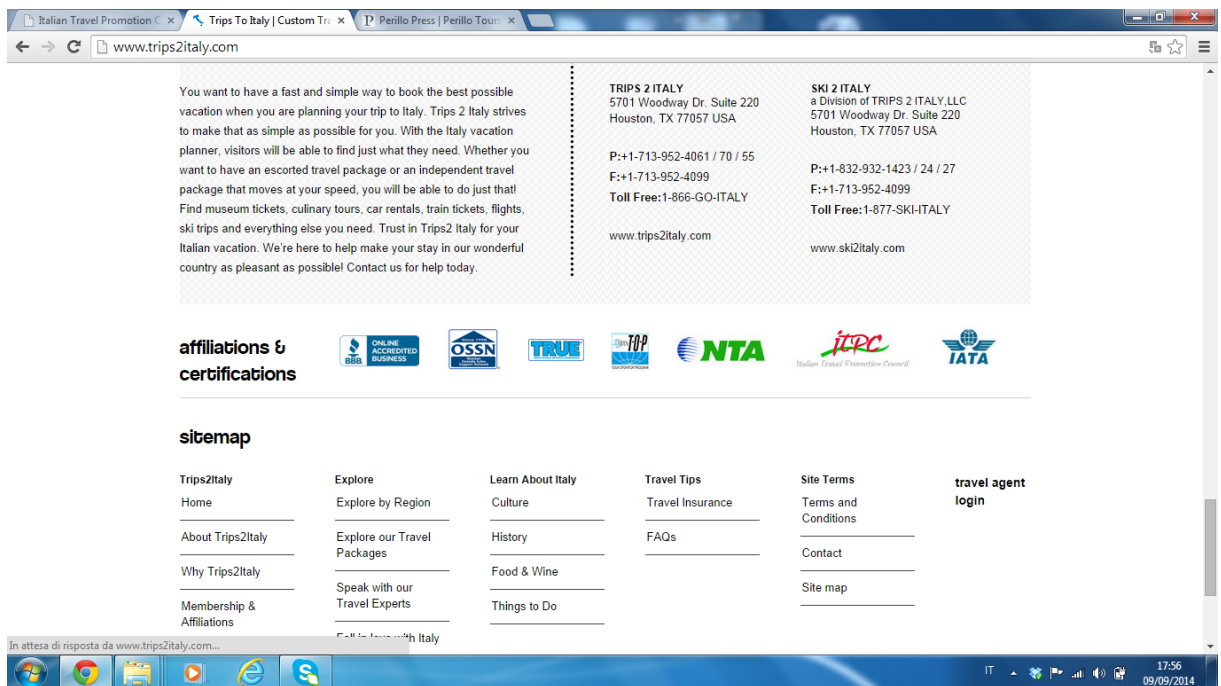 Italian Travel Promotion C
Trips To Italy | Custom Tra
Perillo Press | Perillo Tours
www.trips2italy.com
You want to have a fast and simple way to book the best possible
vacation when you are planning your trip to Italy. Trips 2 Italy strives
to make that as simple as possible for you. With the Italy vacation
planner, visitors will be able to find just what they need. Whether you
want to have an escorted travel package or an independent travel
package that moves at your speed, you will be able to do just that!
Find museum tickets, culinary tours, car rentals, train tickets, flights,
ski trips and everything else you need. Trust in Trips2 Italy for your
Italian vacation. We're here to help make your stay in our wonderful
country as pleasant as possible! Contact us for help today.
TRIPS 2 ITALY
5701 Woodway Dr. Suite 220
Houston, TX 77057 USA
P:+1-713-952-4061 / 70 / 55
F:+1-713-952-4099
Toll Free:1-866-GO-ITALY
www.trips2italy.com
SKI 2 ITALY
a Division of TRIPS 2 ITALY,LLC
5701 Woodway Dr. Suite 220
Houston, TX 77057 USA
P:+1-832-932-1423 / 24 / 27
F:+1-713-952-4099
Toll Free:1-877-SKI-ITALY
www.ski2italy.com
affiliations &
certifications
BBB.
ONLINE
ACCREDITED
BUSINESS
OSSN
TRUE
TOP
NTA
ITPC
Italian Travel Promotion Council
IATA
sitemap
Trips2Italy
Home
About Trips2Italy
Why Trips2Italy
Membership &
Affiliations
Explore
Explore by Region
Explore our Travel
Packages
Speak with our
Travel Experts
Fall in love with Italy
Learn About Italy
Culture
History
Food & Wine
Things to Do
Travel Tips
Travel Insurance
FAQs
Site Terms
Terms and
Conditions
Contact
Site map
travel agent
login
In attesa di risposta da www.trips2italy.com...
IT
17:56
09/09/2014